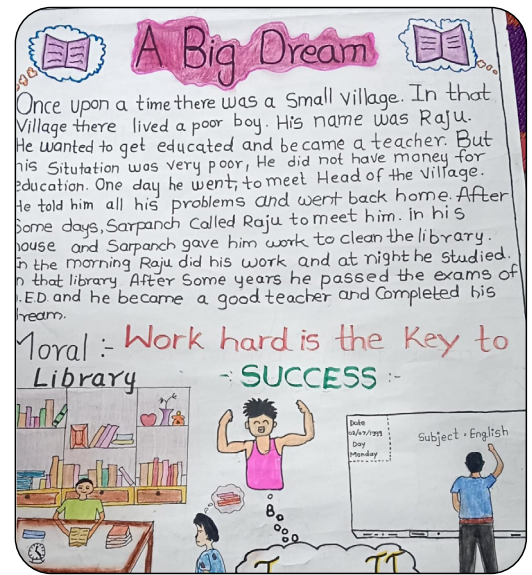 A Big Dream
Once upon a time there was a Small Village. In that
Village there lived a poor boy. His name was Raju.
He wanted to get educated and became a teacher. But
his Situtation was very poor, He did not have money for
education. One day he went, to meet Head of the Village.
He told him all his problems and went back home. After
Some days, Sarpanch Called Raju to meet him. in his
house and Sarpanch gave him work to clean the library.
In the morning Raju did his work and at night he studied.
in that library. After Some years he passed the exams of
.E.D. and he became a good teacher and Completed his
Dream.
Moral :- Work hard is the Key to
-: SUCCESS :-
Library
Date
Day
Monday
Subject - English